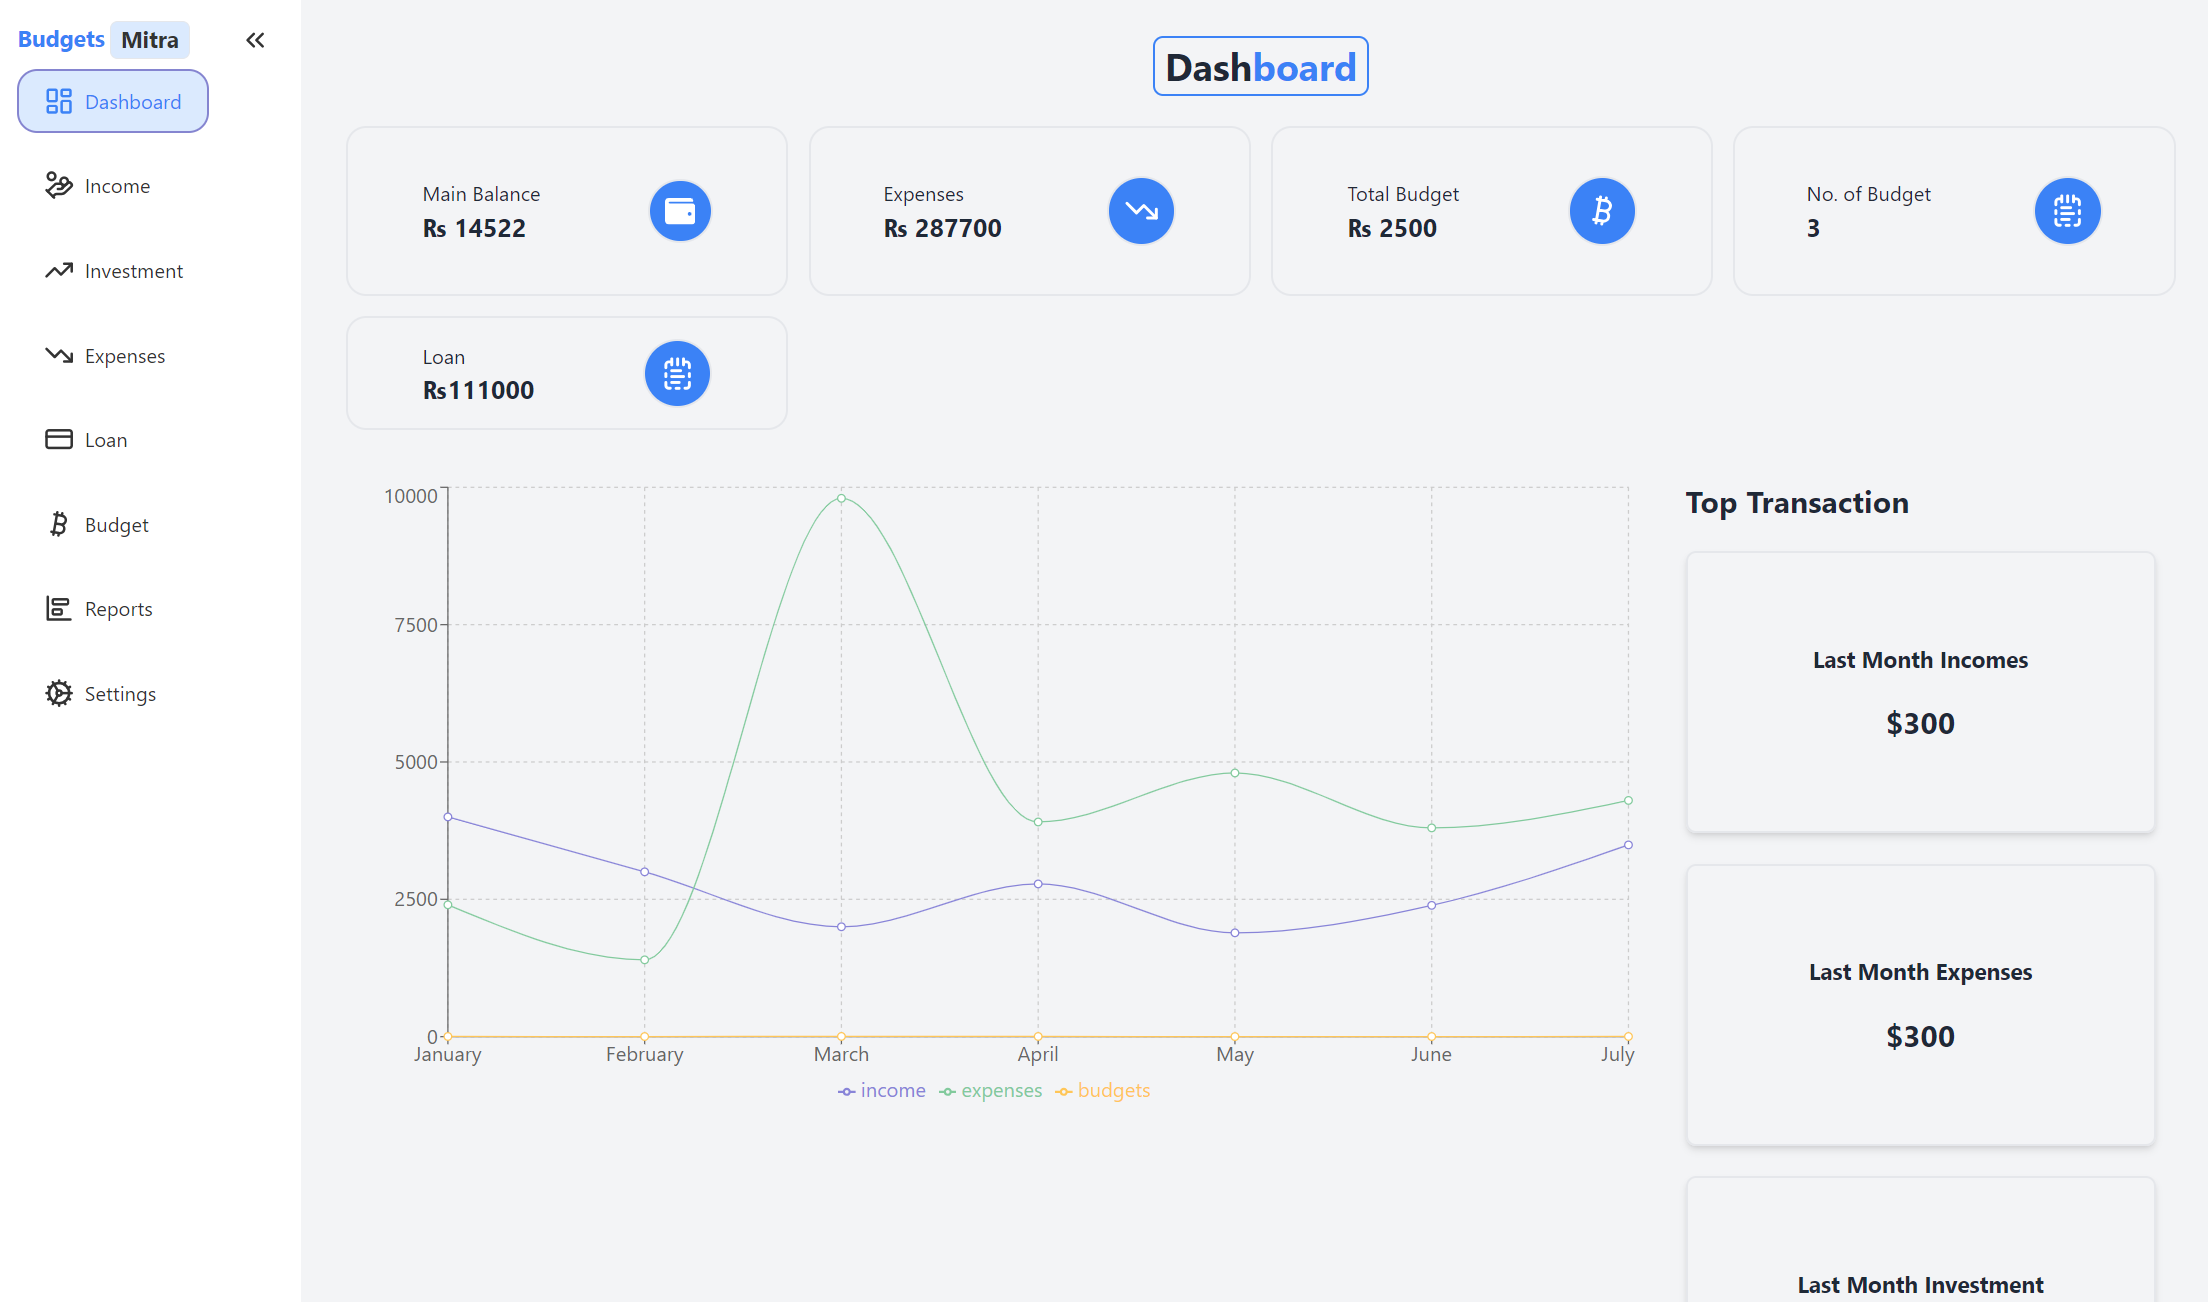 Budgets Mitra
Dashboard
Income
Investment
Expenses
Loan
Budget
Reports
Settings
Dashboard
Main Balance
Rs 14522
Expenses
Rs 287700
Total Budget
Rs 2500
No. of Budget
3
Loan
Rs111000
10000
7500
5000
2500
0
January February March April May June July
income expenses budgets
Top Transaction
Last Month Incomes
$300
Last Month Expenses
$300
Last Month Investment